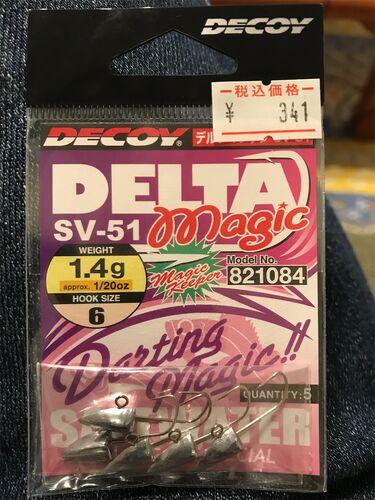 DECOY
税込価格
¥ 341
DECOY®
DELTA
SV-51
Magic
WEIGHT
1.4g
approx. 1/20oz
HOOK SIZE
6
Magic Keeper
Model No.
821084
Darting
Magic!!
QUANTITY:5